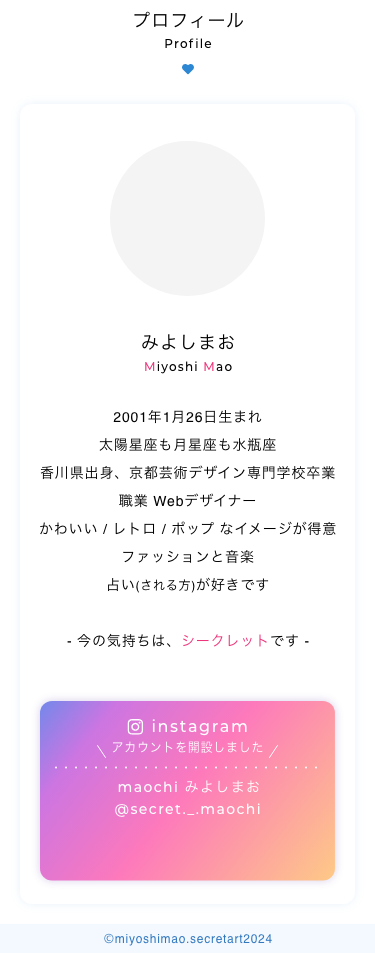 プロフィール
Profile
みよしまお
Miyoshi Mao
2001年1月26日生まれ
太陽星座も月星座も水瓶座
香川県出身、京都芸術デザイン専門学校卒業
職業 Webデザイナー
かわいい / レトロ / ポップ なイメージが得意
ファッションと音楽
占い(される方)が好きです
- 今の気持ちは、シークレットです -
instagram
\ アカウントを開設しました /
maochi みよしまお
@secret._.maochi
©miyoshimao.secretart2024